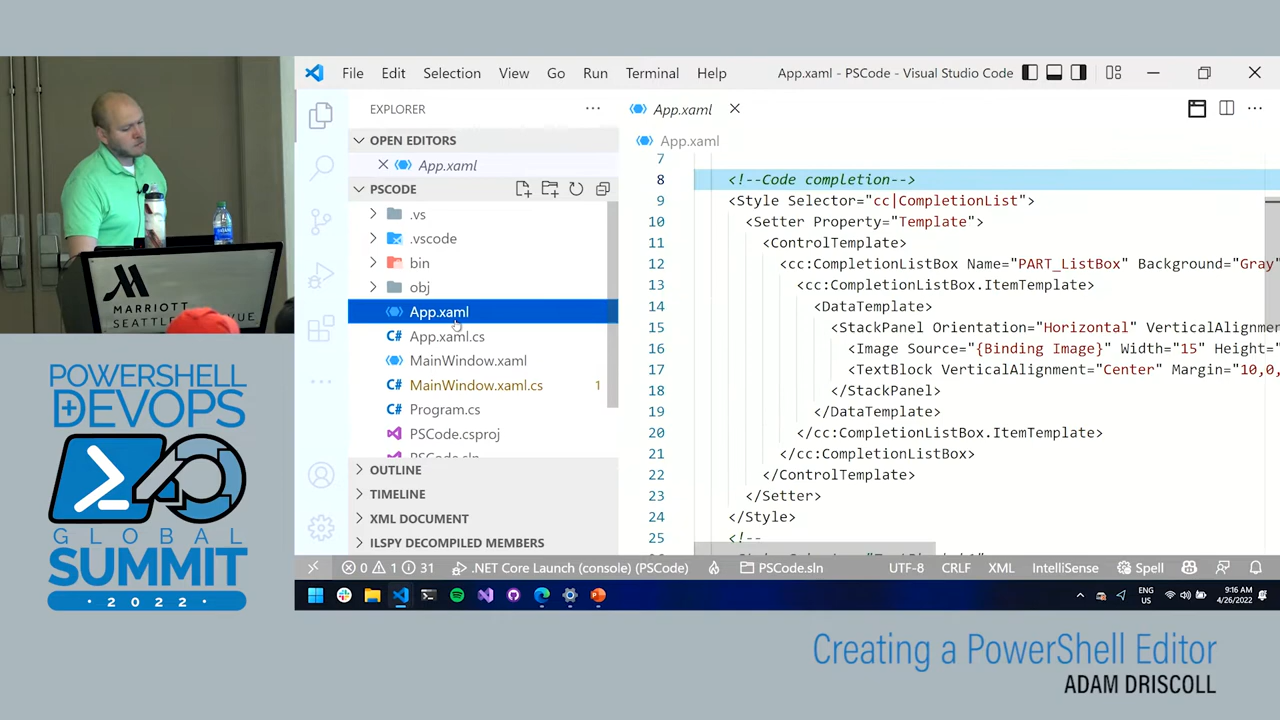 File Edit Selection View Go Run Terminal Help App.xaml - PSCode - Visual Studio Code
EXPLORER
OPEN EDITORS
App.xaml
PSCODE
.vs
.vscode
bin
obj
App.xaml
App.xaml.cs
MainWindow.xaml
MainWindow.xaml.cs 1
Program.cs
PSCode.csproj
PSCode.sln
OUTLINE
TIMELINE
XML DOCUMENT
ILSPY DECOMPILED MEMBERS
App.xaml
App.xaml
7
8 <!--Code completion-->
9 <Style Selector="cc|CompletionList">
10 <Setter Property="Template">
11 <ControlTemplate>
12 <cc:CompletionListBox Name="PART_ListBox" Background="Gray"
13 <cc:CompletionListBox.ItemTemplate>
14 <DataTemplate>
15 <StackPanel Orientation="Horizontal" VerticalAlignment
16 <Image Source="{Binding Image}" Width="15" Height=
17 <TextBlock VerticalAlignment="Center" Margin="10,0,
18 </StackPanel>
19 </DataTemplate>
20 </cc:CompletionListBox.ItemTemplate>
21 </cc:CompletionListBox>
22 </ControlTemplate>
23 </Setter>
24 </Style>
25 <!--
0 1 31 .NET Core Launch (console) (PSCode) PSCode.sln UTF-8 CRLF XML IntelliSense Spell
ENG
US
9:16 AM
4/26/2022
MARRIOTT
SEATTLE
POWERSHELL
+DEVOPS
GLOBAL
SUMMIT
· 2022 ·
Creating a PowerShell Editor
ADAM DRISCOLL